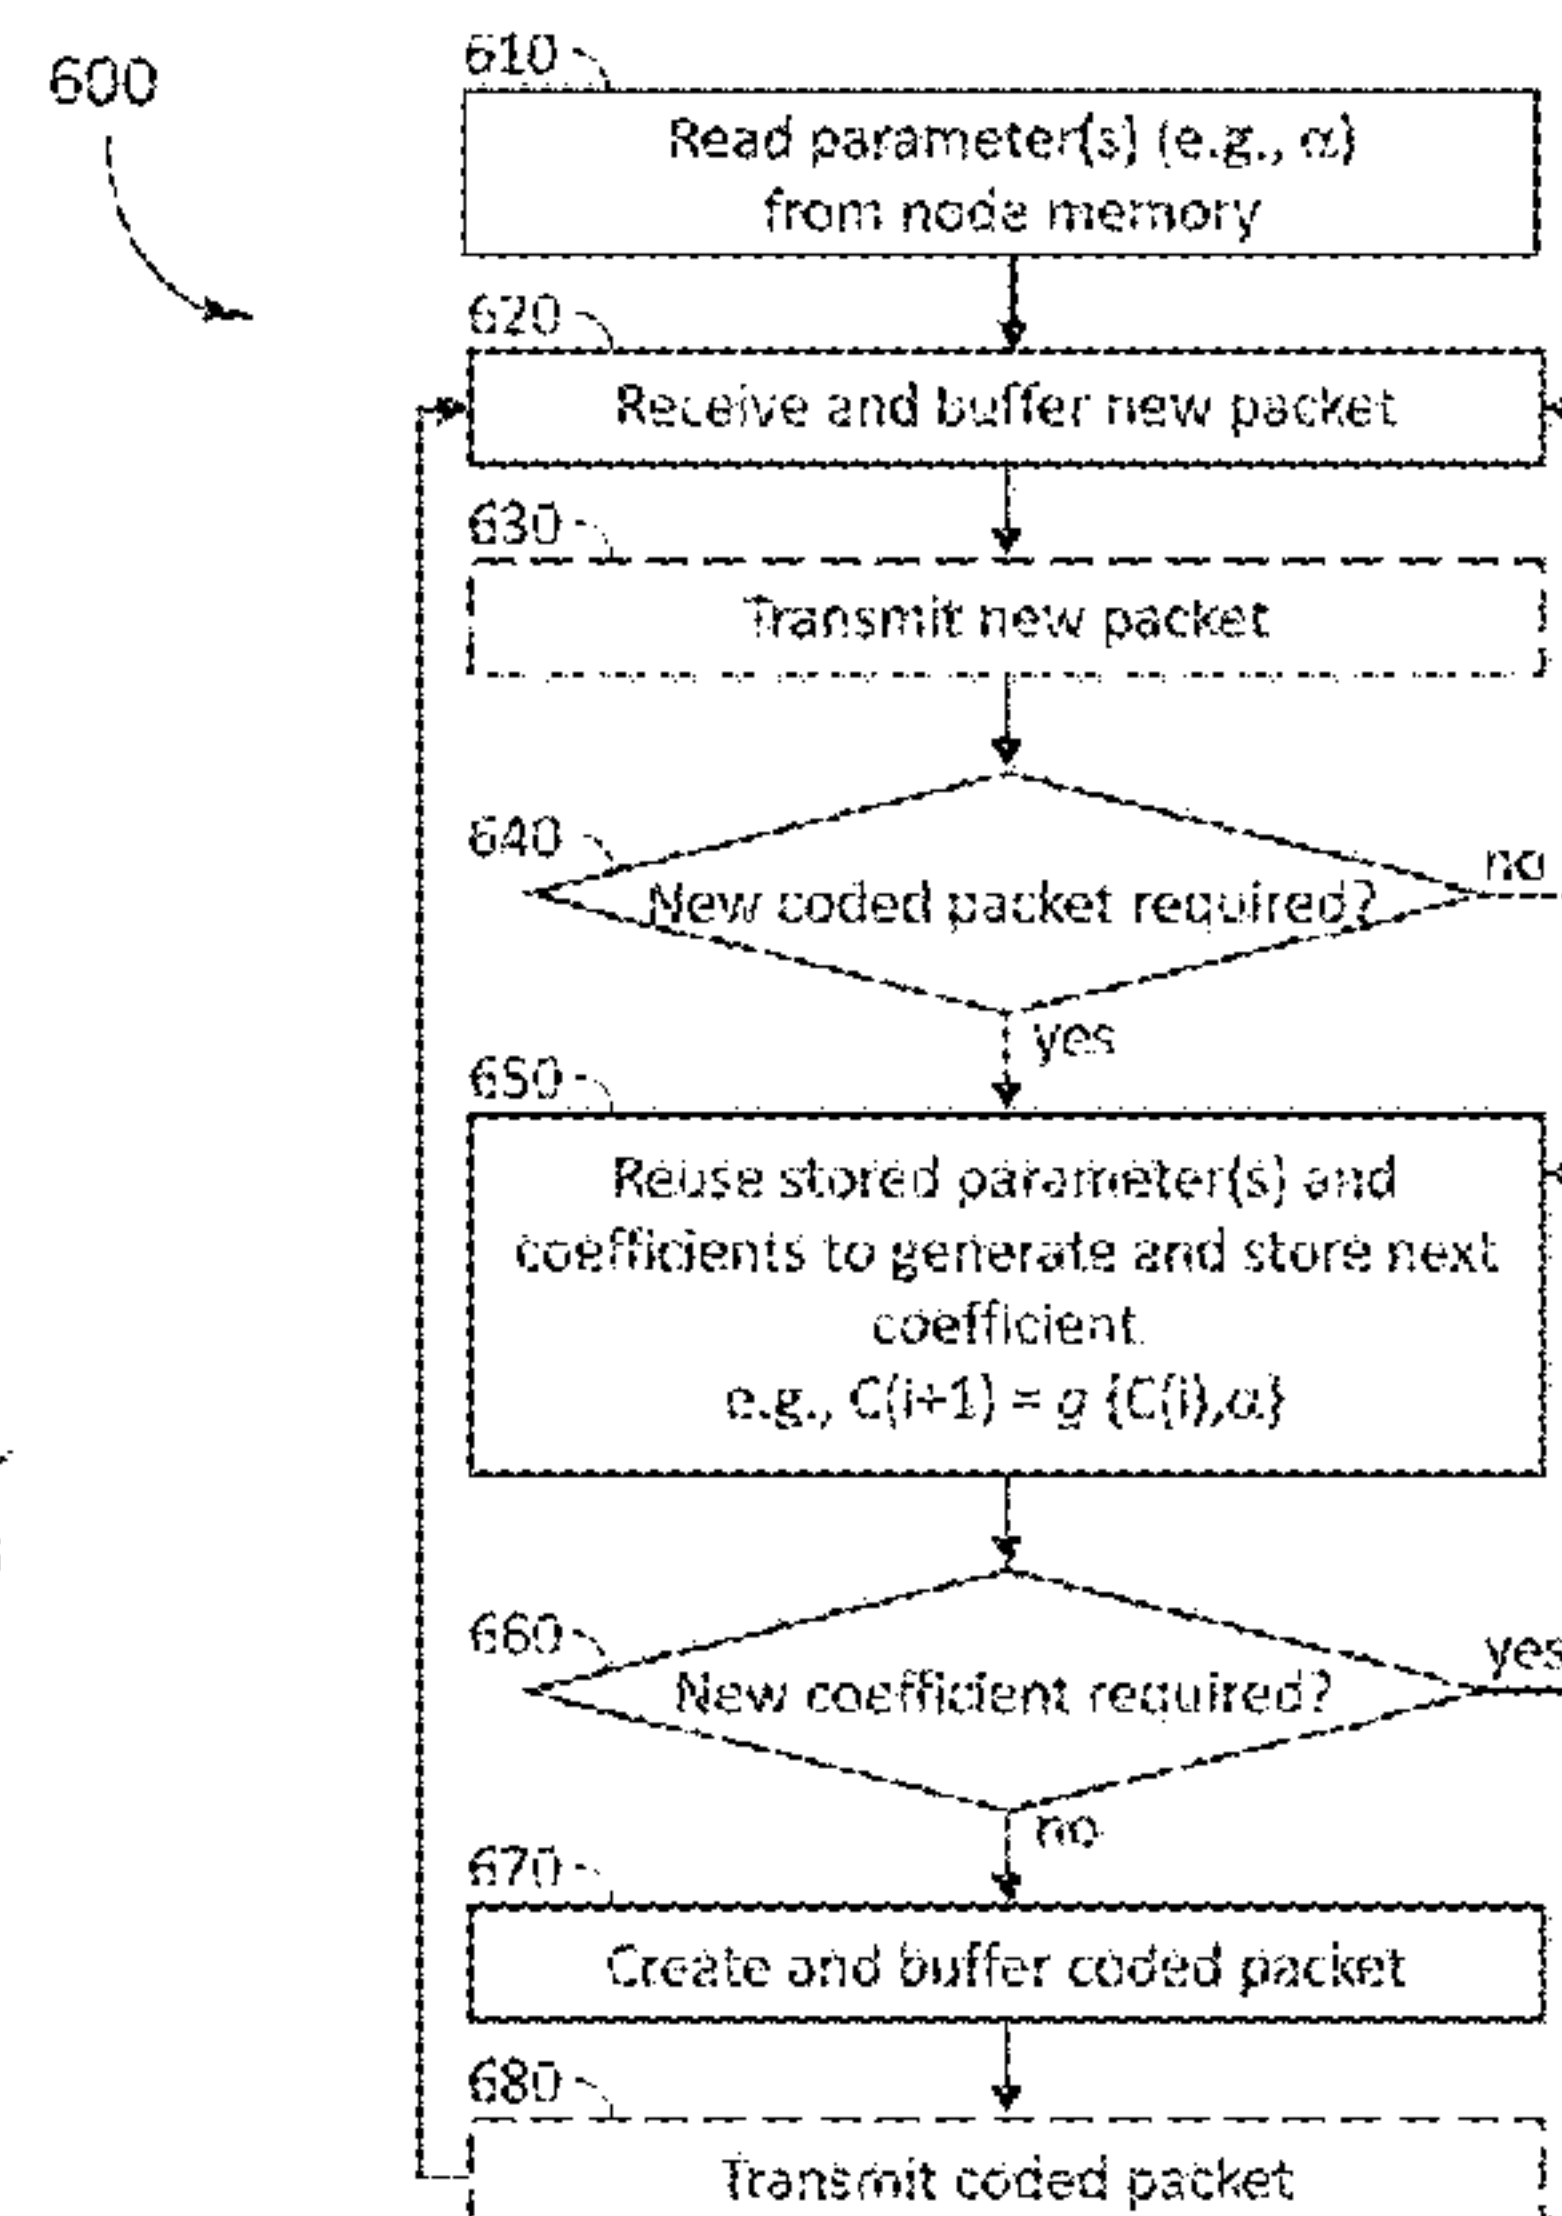 600
610
Read parameter(s) (e.g., α)
from node memory
620
Receive and buffer new packet
630
Transmit new packet
640
New coded packet required?
no
yes
650
Reuse stored parameter(s) and
coefficients to generate and store next
coefficient
e.g., C(i+1) = g {C(i),α}
660
New coefficient required?
yes
no
670
Create and buffer coded packet
680
Transmit coded packet